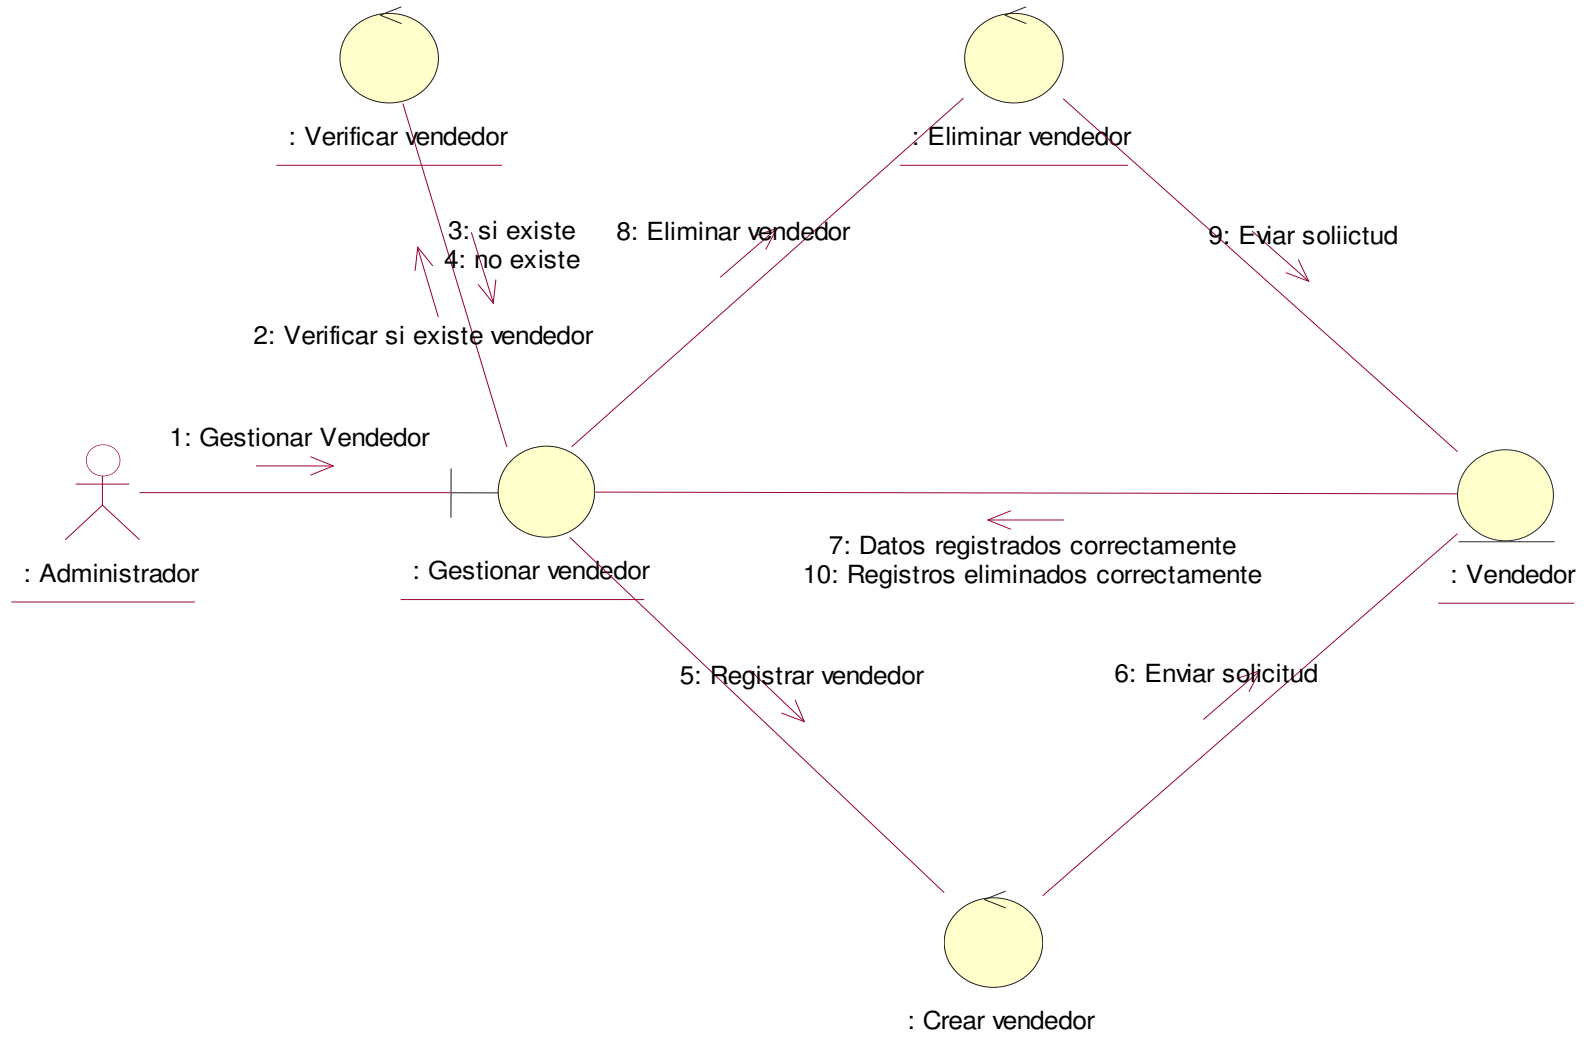 : Verificar vendedor
: Eliminar vendedor
3: si existe
4: no existe
8: Eliminar vendedor
9: Eviar soliictud
2: Verificar si existe vendedor
1: Gestionar Vendedor
7: Datos registrados correctamente
10: Registros eliminados correctamente
: Administrador
: Gestionar vendedor
: Vendedor
5: Registrar vendedor
6: Enviar solicitud
: Crear vendedor